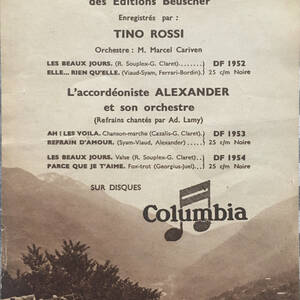 des Editions Beuscher
Enregistrés par :
TINO ROSSI
Orchestre : M. Marcel Cariven
LES BEAUX JOURS. (R. Souplex-G. Claret) DF 1952
ELLE... RIEN QU'ELLE. (Viaud-Syam, Ferrari-Bordin). 25 c/m Noire
L'accordéoniste ALEXANDER
et son orchestre
(Refrains chantés par Ad. Lamy)
AH ! LES VOILA. Chanson-marche (Cazalis-G. Claret) DF 1953
REFRAIN D'AMOUR. (Syam-Viaud, Alexander) 25 c/m Noire
LES BEAUX JOURS. Valse (R. Souplex-G. Claret) DF 1954
PARCE QUE JE T'AIME. Fox-trot (Georgius-Juel) 25 c/m Noire
SUR DISQUES
Columbia